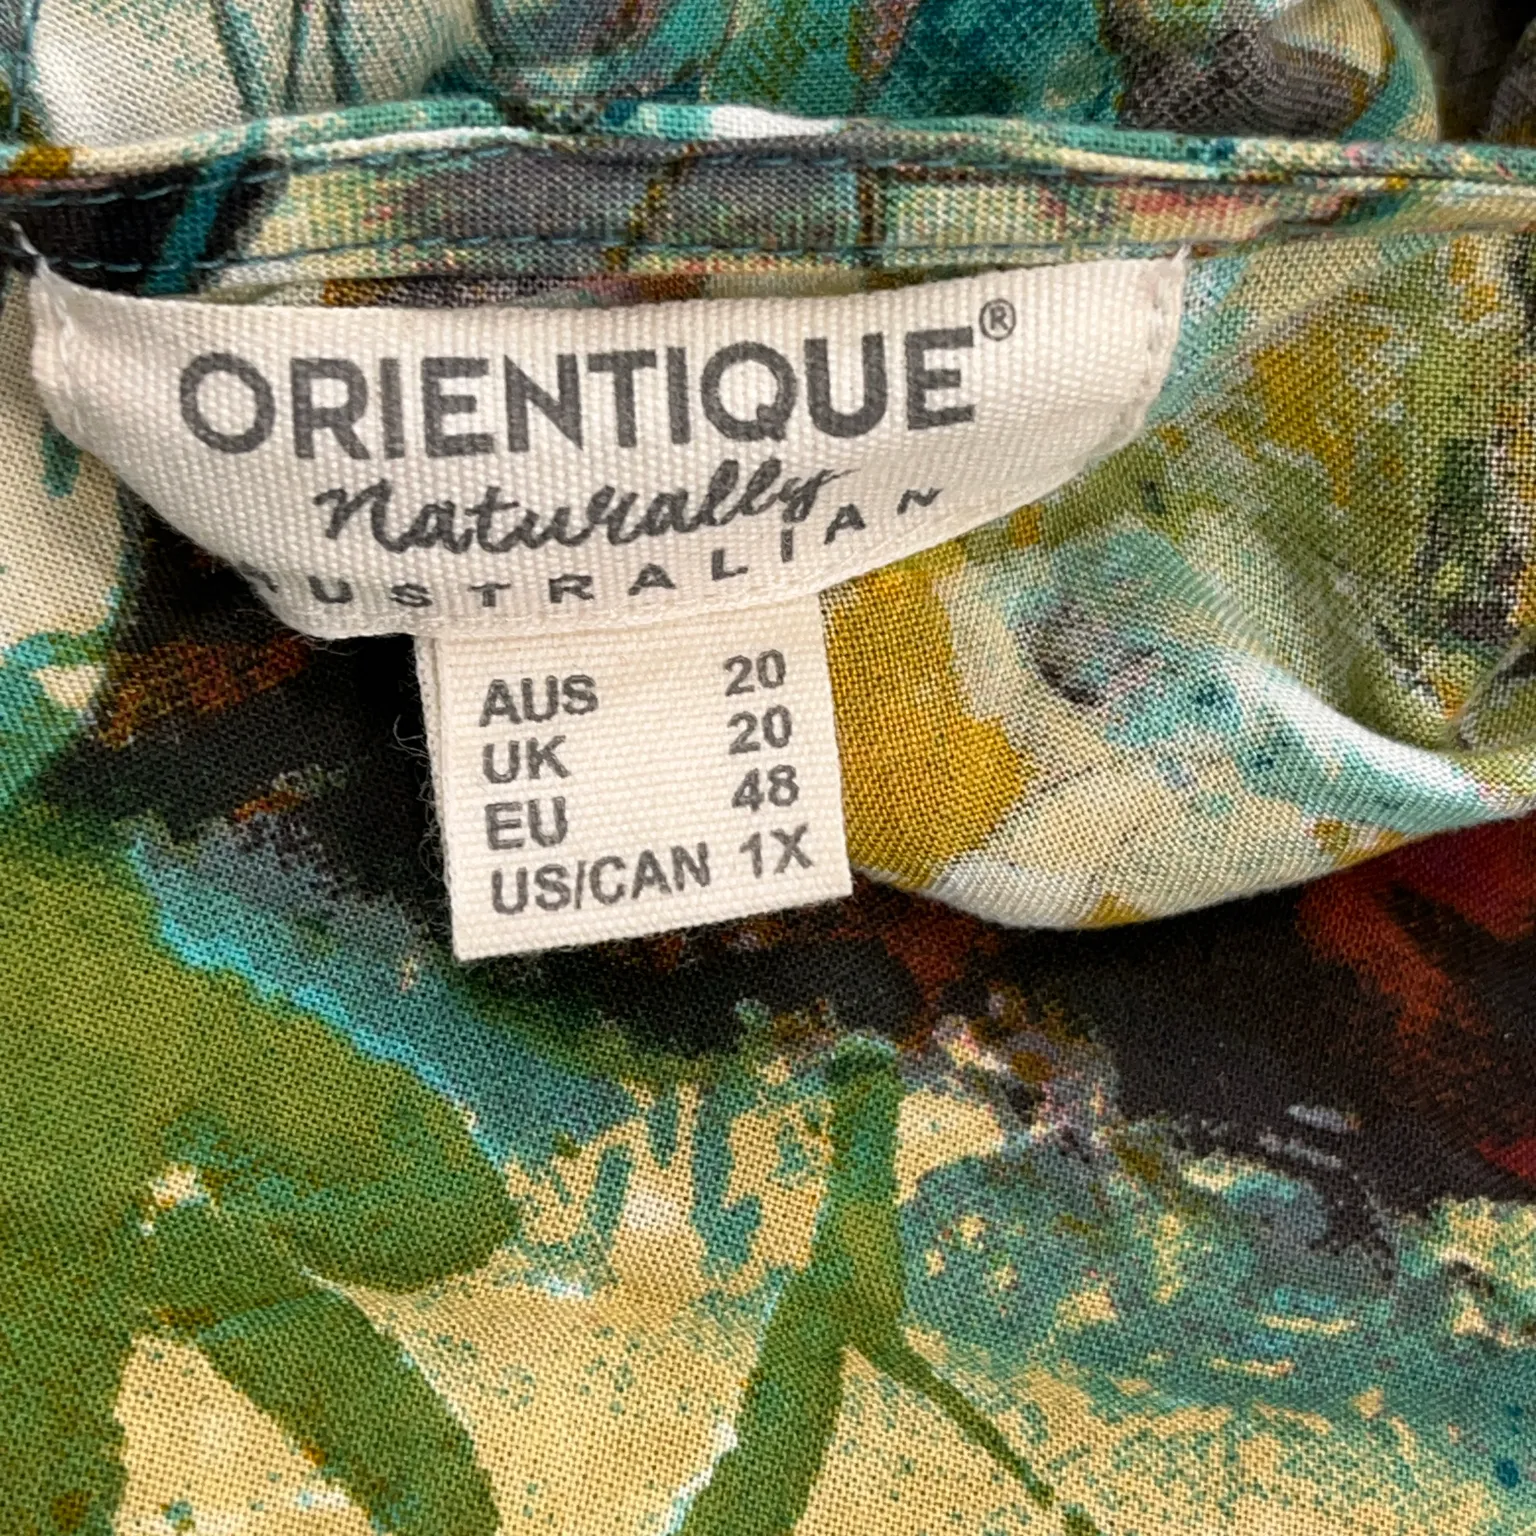 ORIENTIQUE®
Naturally
AUSTRALIAN
AUS 20
UK 20
EU 48
US/CAN 1X